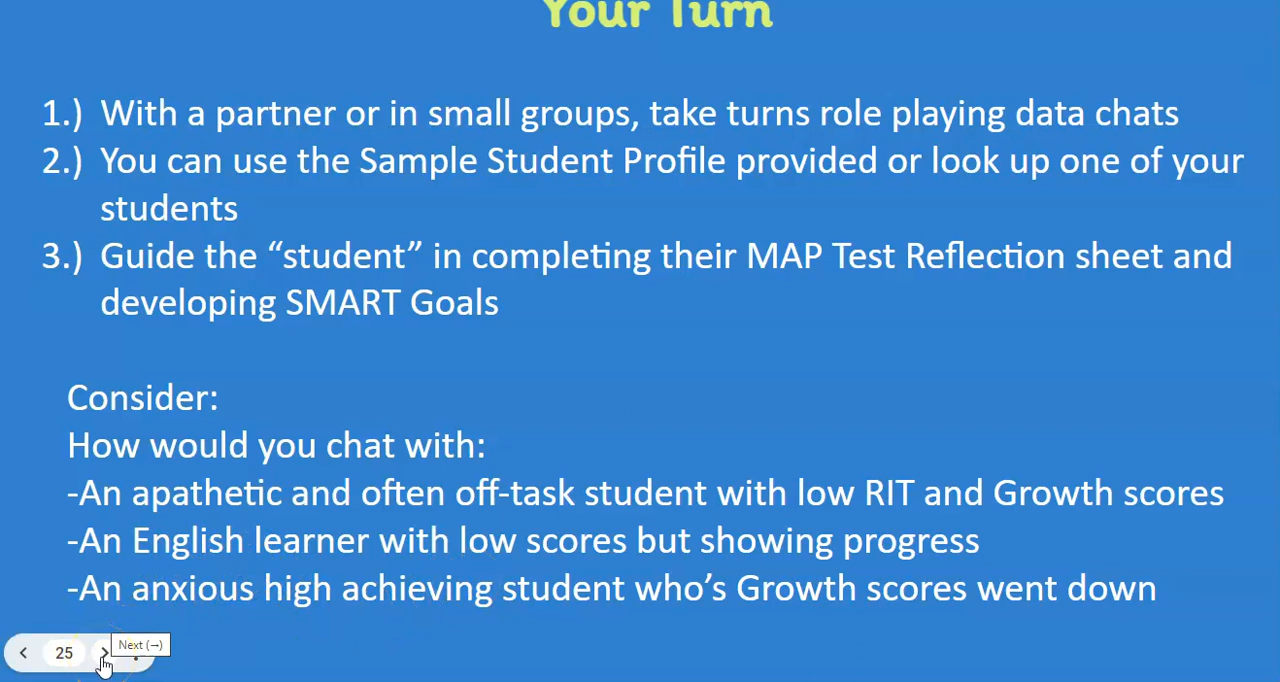 Your Turn
1.) With a partner or in small groups, take turns role playing data chats
2.) You can use the Sample Student Profile provided or look up one of your
students
3.) Guide the “student” in completing their MAP Test Reflection sheet and
developing SMART Goals
Consider:
How would you chat with:
-An apathetic and often off-task student with low RIT and Growth scores
-An English learner with low scores but showing progress
-An anxious high achieving student who’s Growth scores went down
Next (→)
25